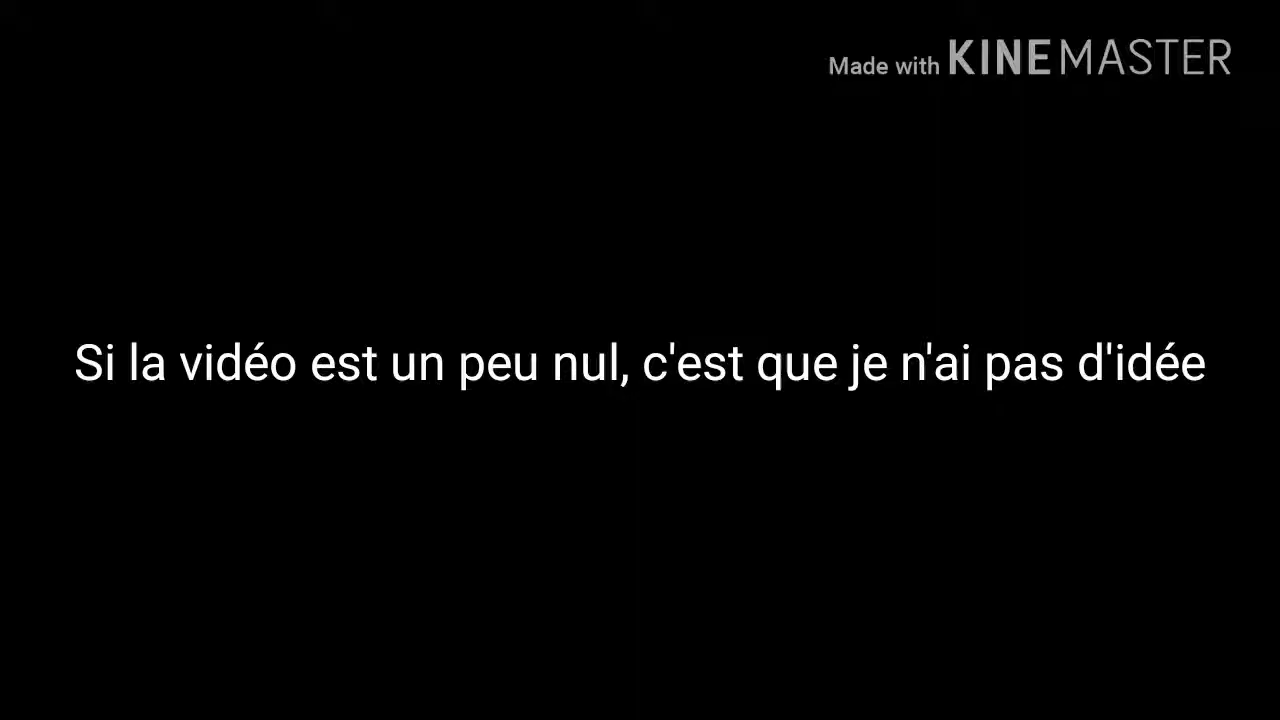 Made with KINEMASTER
Si la vidéo est un peu nul, c'est que je n'ai pas d'idée